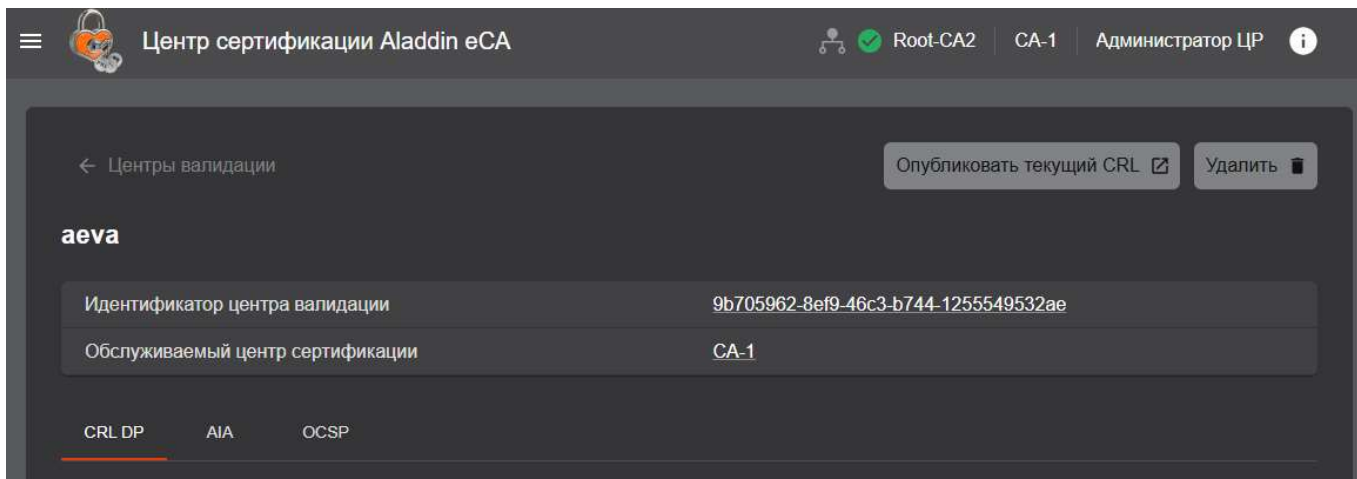 Центр сертификации Aladdin eCA Root-CA2 CA-1 Администратор ЦР i
← Центры валидации Опубликовать текущий CRL Удалить
aeva
Идентификатор центра валидации 9b705962-8ef9-46c3-b744-1255549532ae
Обслуживаемый центр сертификации CA-1
CRL DP AIA OCSP